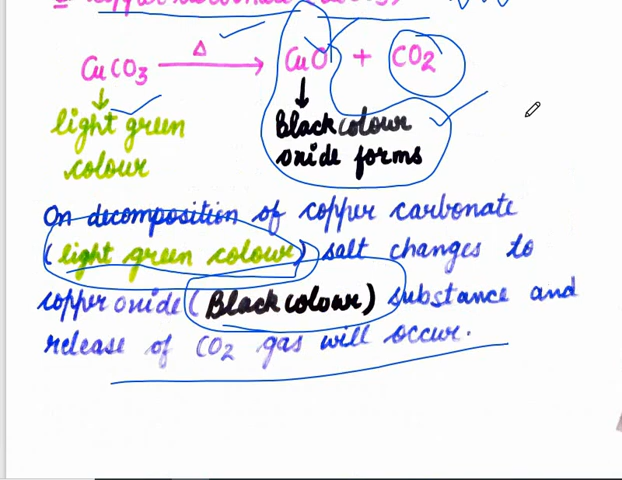 CuCO3 Δ→ CuO + CO2
↓ ↓
light green
colour
Black colour
oxide forms
On decomposition of copper carbonate
(light green colour) salt changes to
copper oxide (Black colour) substance and
release of CO2 gas will occur.